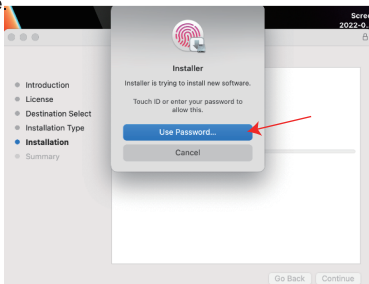 Scre
2022-0.
Installer
Installer is trying to install new software.
Touch ID or enter your password to
allow this.
Use Password...
Cancel
Introduction
License
Destination Select
Installation Type
Installation
Summary
Go Back
Continue